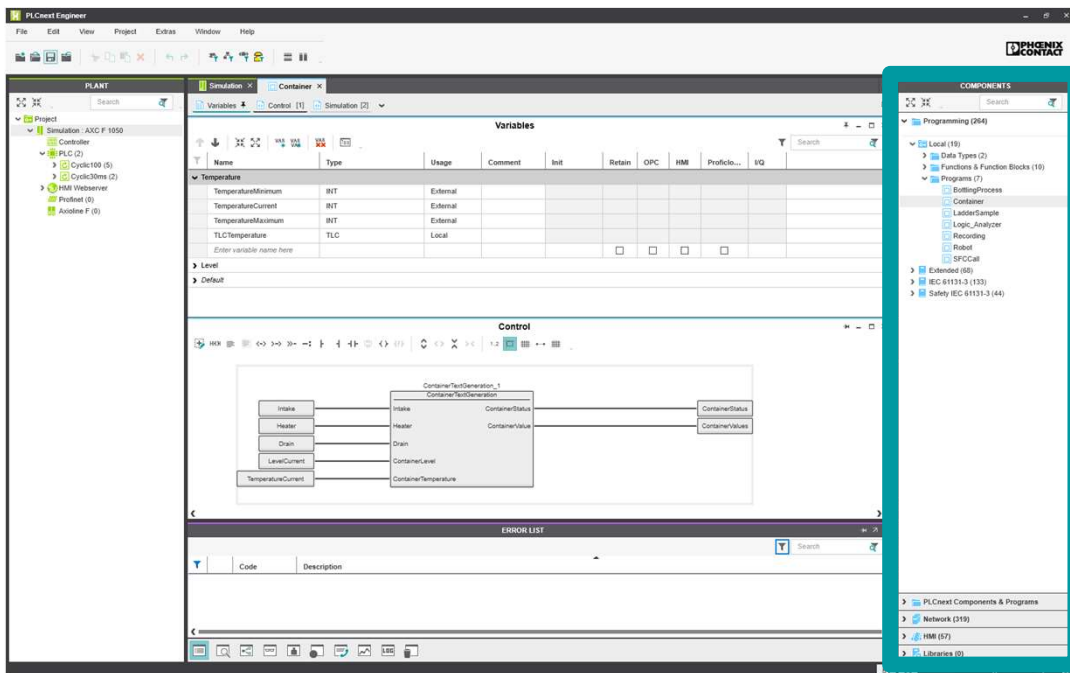 PLCnext Engineer
File Edit View Project Extras Window Help
PHŒNIX
CONTACT
PLANT
Search
Project
Simulation : AXC F 1050
Controller
PLC (2)
Cyclic100 (5)
Cyclic30ms (2)
HMI Webserver
Profinet (0)
Axioline F (0)
Simulation Container
Variables Control [1] Simulation [2]
Variables
Search
Name Type Usage Comment Init Retain OPC HMI Proficlo... I/Q
Temperature
TemperatureMinimum INT External
TemperatureCurrent INT External
TemperatureMaximum INT External
TLCTemperature TLC Local
Enter variable name here
Level
Default
Control
1.2
ContainerTextGeneration_1
ContainerTextGeneration
Intake Intake ContainerStatus ContainerStatus
Heater Heater ContainerValue ContainerValues
Drain Drain
LevelCurrent ContainerLevel
TemperatureCurrent ContainerTemperature
ERROR LIST
Search
Code Description
LOG
COMPONENTS
Search
Programming (264)
Local (19)
Data Types (2)
Functions & Function Blocks (10)
Programs (7)
BottlingProcess
Container
LadderSample
Logic_Analyzer
Recording
Robot
SFCCall
Extended (68)
IEC 61131-3 (133)
Safety IEC 61131-3 (44)
PLCnext Components & Programs
Network (319)
HMI (57)
Libraries (0)